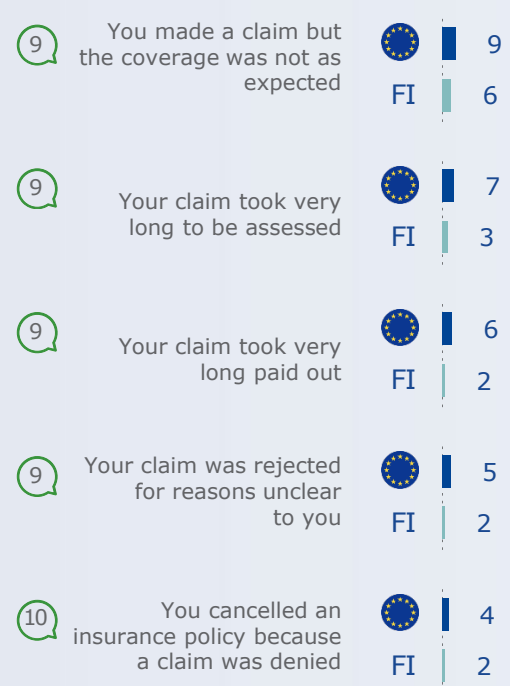 9
You made a claim but
the coverage was not as
expected
9
FI
6
9
Your claim took very
long to be assessed
7
FI
3
9
Your claim took very
long paid out
6
FI
2
9
Your claim was rejected
for reasons unclear
to you
5
FI
2
10
You cancelled an
insurance policy because
a claim was denied
4
FI
2